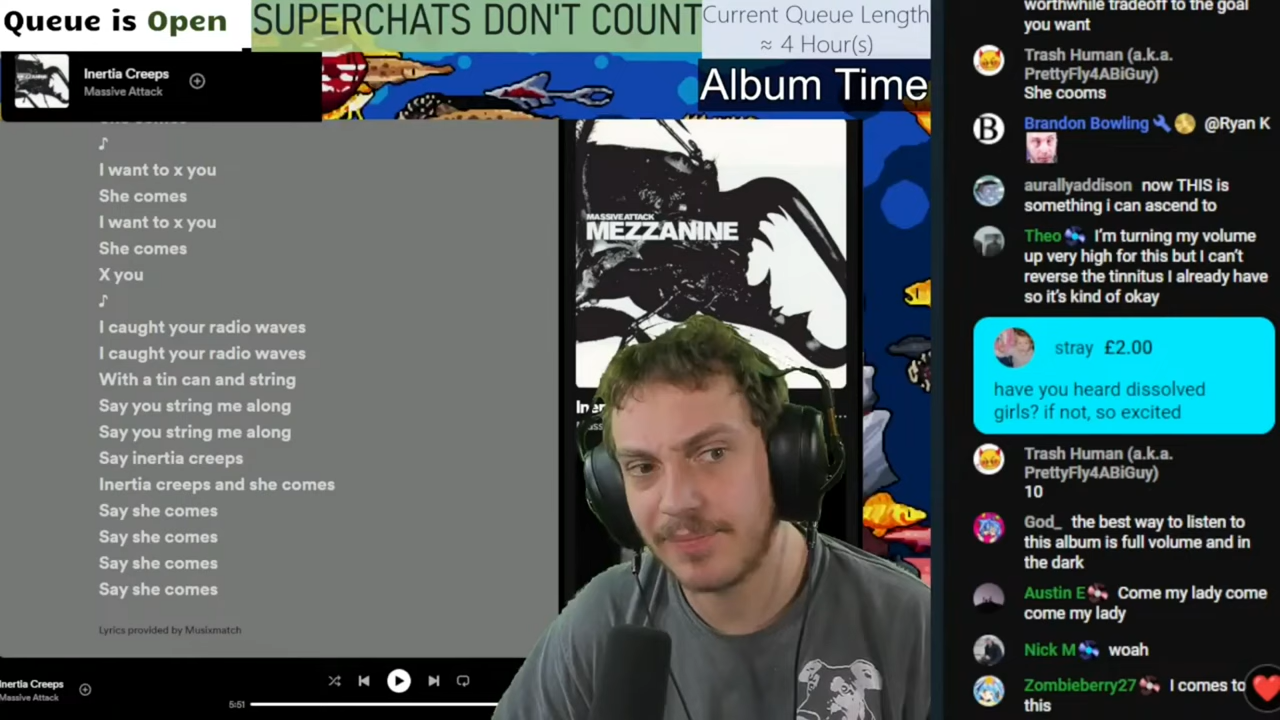 Queue is Open
SUPERCHATS DON'T COUNT
Current Queue Length
≈ 4 Hour(s)
Album Time
Inertia Creeps
Massive Attack
She comes
♪
I want to x you
She comes
I want to x you
She comes
X you
♪
I caught your radio waves
I caught your radio waves
With a tin can and string
Say you string me along
Say you string me along
Say inertia creeps
Inertia creeps and she comes
Say she comes
Say she comes
Say she comes
Say she comes
Lyrics provided by Musixmatch
MASSIVE ATTACK
MEZZANINE
Iner
nertia Creeps
Massive Attack
5:51
worthwhile tradeoff to the goal
you want
Trash Human (a.k.a.
PrettyFly4ABiGuy)
She cooms
B
Brandon Bowling @Ryan K
aurallyaddison now THIS is
something i can ascend to
Theo I'm turning my volume
up very high for this but I can't
reverse the tinnitus I already have
so it's kind of okay
stray £2.00
have you heard dissolved
girls? if not, so excited
Trash Human (a.k.a.
PrettyFly4ABiGuy)
10
God_ the best way to listen to
this album is full volume and in
the dark
Austin E Come my lady come
come my lady
Nick M woah
Zombieberry27 I comes to
this